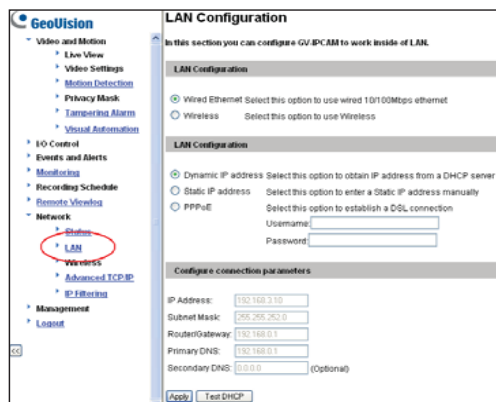 GeoVision
Video and Motion
Live View
Video Settings
Motion Detection
Privacy Mask
Tampering Alarm
Visual Automation
I/O Control
Events and Alerts
Monitoring
Recording Schedule
Remote Viewlog
Network
Status
LAN
Wireless
Advanced TCP/IP
IP Filtering
Management
Logout
<<
LAN Configuration
In this section you can configure GV-IPCAM to work inside of LAN.
LAN Configuration
Wired Ethernet Select this option to use wired 10/100Mbps ethernet
Wireless Select this option to use Wireless
LAN Configuration
Dynamic IP address Select this option to obtain IP address from a DHCP server
Static IP address Select this option to enter a Static IP address manually
PPPoE Select this option to establish a DSL connection
Username:
Password:
Configure connection parameters
IP Address: 192.168.3.10
Subnet Mask: 255.255.252.0
Router/Gateway: 192.168.0.1
Primary DNS: 192.168.0.1
Secondary DNS: 0.0.0.0 (Optional)
Apply Test DHCP